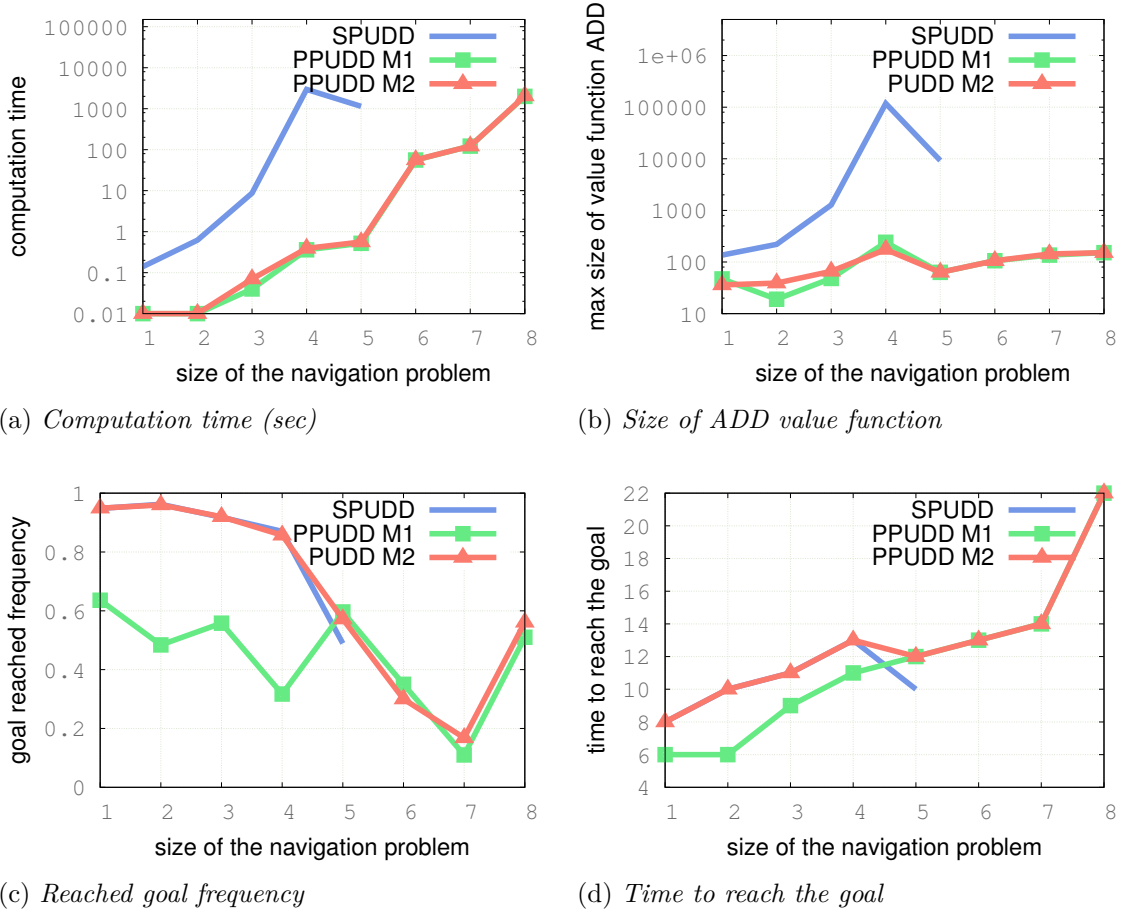 100000
10000
1000
100
10
1
0.1
0.01
computation time
SPUDD
PPUDD M1
PPUDD M2
1 2 3 4 5 6 7 8
size of the navigation problem
(a) Computation time (sec)
1e+06
100000
10000
1000
100
10
max size of value function ADD
SPUDD
PPUDD M1
PUDD M2
1 2 3 4 5 6 7 8
size of the navigation problem
(b) Size of ADD value function
1
0.8
0.6
0.4
0.2
0
goal reached frequency
SPUDD
PPUDD M1
PUDD M2
1 2 3 4 5 6 7 8
size of the navigation problem
(c) Reached goal frequency
22
20
18
16
14
12
10
8
6
4
time to reach the goal
SPUDD
PPUDD M1
PPUDD M2
1 2 3 4 5 6 7 8
size of the navigation problem
(d) Time to reach the goal